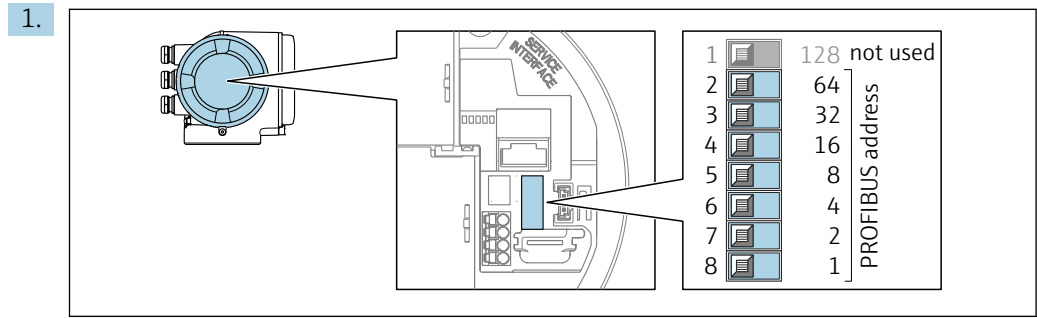 1.
SERVICE
INTERFACE
1 128 not used
2 64
3 32
4 16
5 8
6 4
7 2
8 1
PROFIBUS address